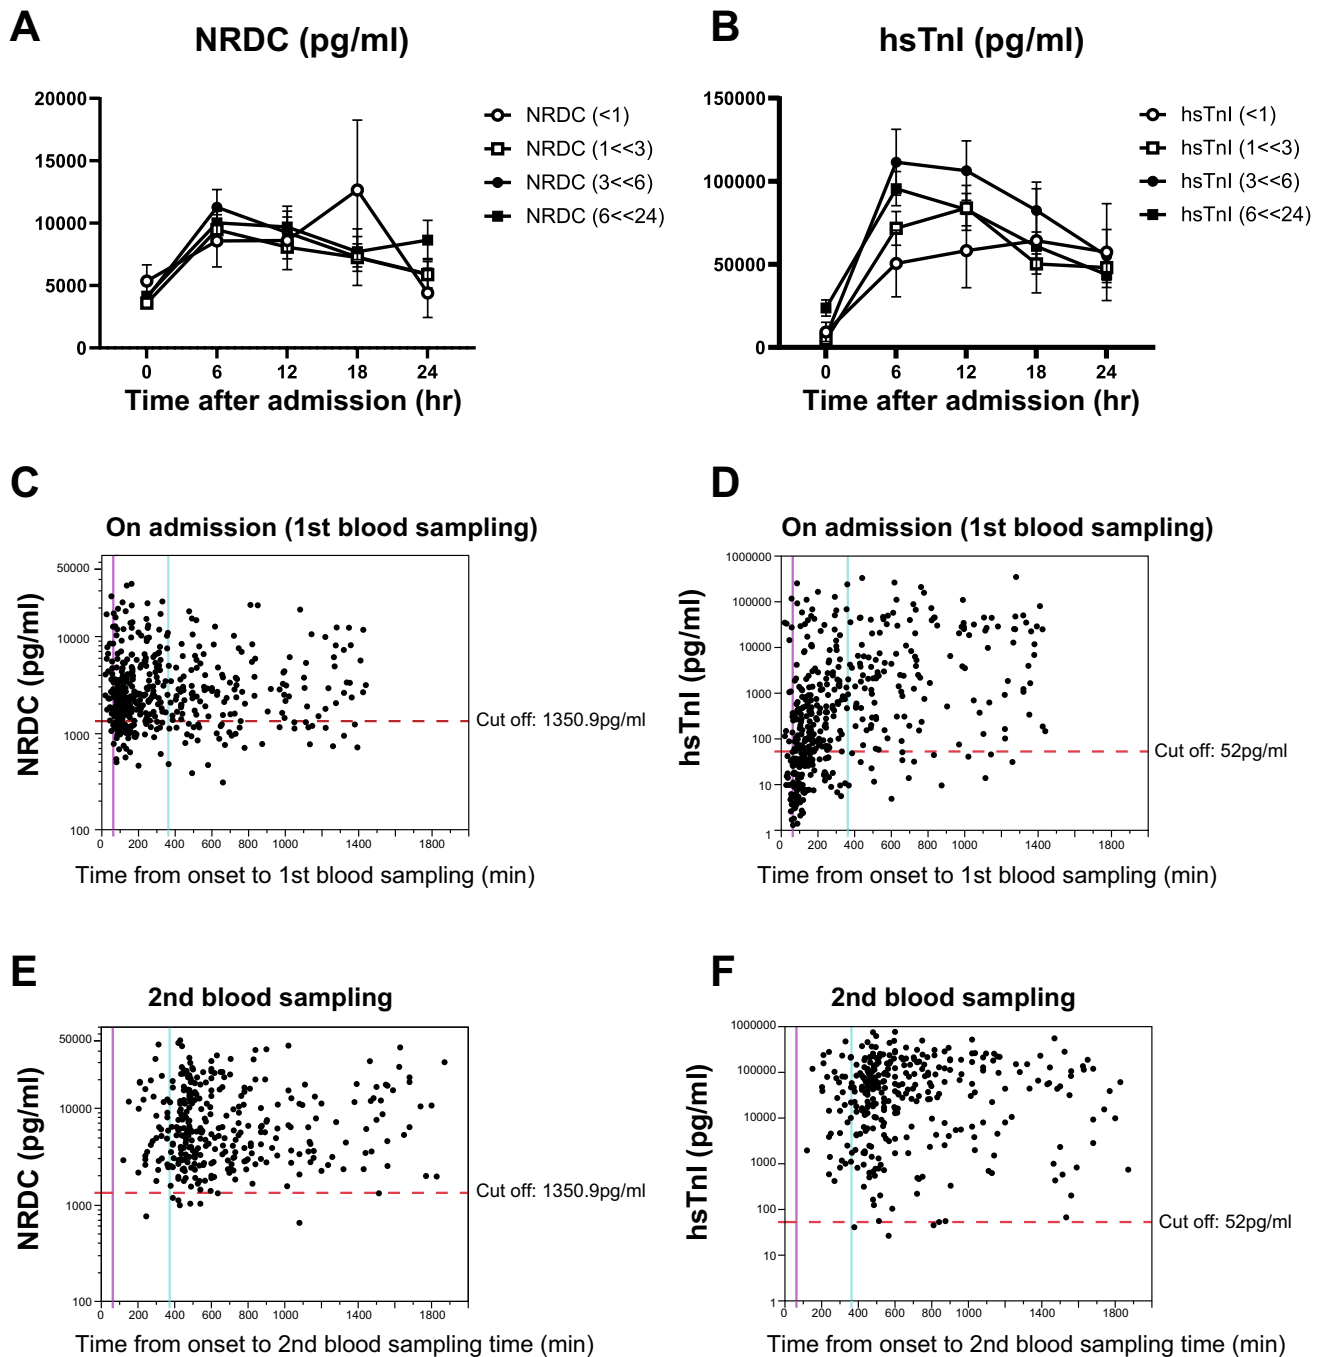 A
NRDC (pg/ml)
20000
15000
10000
5000
0
0 6 12 18 24
Time after admission (hr)
NRDC (<1)
NRDC (1<<3)
NRDC (3<<6)
NRDC (6<<24)
B
hsTnI (pg/ml)
150000
100000
50000
0
0 6 12 18 24
Time after admission (hr)
hsTnI (<1)
hsTnI (1<<3)
hsTnI (3<<6)
hsTnI (6<<24)
C
On admission (1st blood sampling)
NRDC (pg/ml)
50000
10000
1000
100
Cut off: 1350.9pg/ml
0 200 400 600 800 1000 1400 1800
Time from onset to 1st blood sampling (min)
D
On admission (1st blood sampling)
hsTnI (pg/ml)
1000000
100000
10000
1000
100
10
1
Cut off: 52pg/ml
0 200 400 600 800 1000 1400 1800
Time from onset to 1st blood sampling (min)
E
2nd blood sampling
NRDC (pg/ml)
50000
10000
1000
100
Cut off: 1350.9pg/ml
0 200 400 600 800 1000 1400 1800
Time from onset to 2nd blood sampling time (min)
F
2nd blood sampling
hsTnI (pg/ml)
1000000
100000
10000
1000
100
10
1
Cut off: 52pg/ml
0 200 400 600 800 1000 1400 1800
Time from onset to 2nd blood sampling time (min)